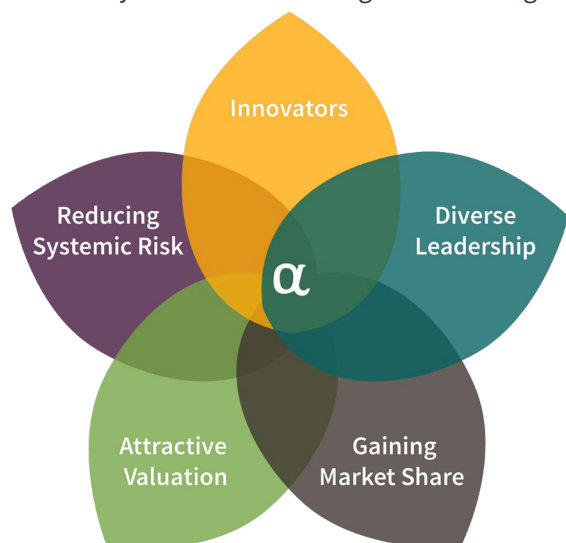 Innovators
Reducing
Systemic Risk
Diverse
Leadership
α
Attractive
Valuation
Gaining
Market Share